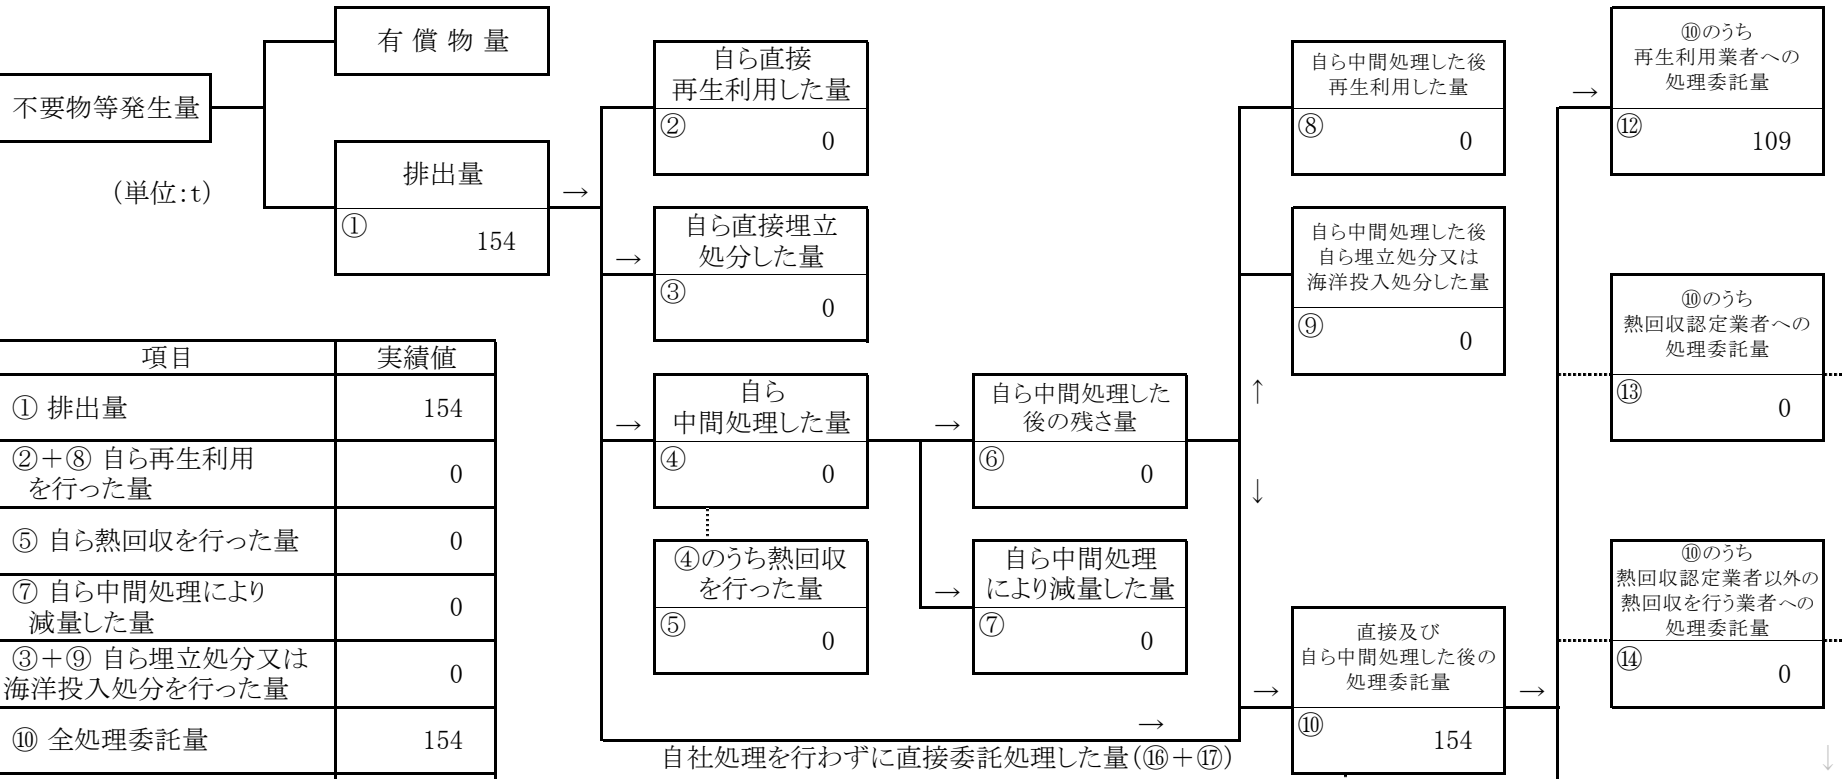 有償物量
不要物等発生量
(単位:t)
排出量
①
154
→
自ら直接
再生利用した量
②
0
→
自ら直接埋立
処分した量
③
0
→
自ら
中間処理した量
④
0
④のうち熱回収
を行った量
⑤
0
→
自ら中間処理した
後の残さ量
⑥
0
→
自ら中間処理
により減量した量
⑦
0
→
自社処理を行わずに直接委託処理した量(⑯+⑰)
自ら中間処理した後
再生利用した量
⑧
0
自ら中間処理した後
自ら埋立処分又は
海洋投入処分した量
⑨
0
↑
↓
→
直接及び
自ら中間処理した後の
処理委託量
⑩
154
→
→
⑩のうち
再生利用業者への
処理委託量
⑫
109
⑩のうち
熱回収認定業者への
処理委託量
⑬
0
⑩のうち
熱回収認定業者以外の
熱回収を行う業者への
処理委託量
⑭
0
↓
項目 実績値
① 排出量 154
②+⑧ 自ら再生利用
を行った量 0
⑤ 自ら熱回収を行った量 0
⑦ 自ら中間処理により
減量した量 0
③+⑨ 自ら埋立処分又は
海洋投入処分を行った量 0
⑩ 全処理委託量 154